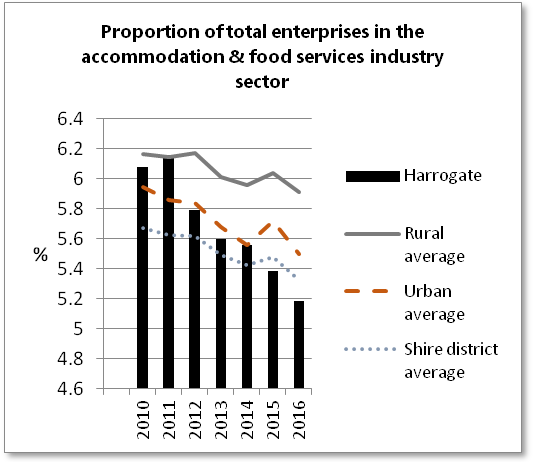 Proportion of total enterprises in the
accommodation & food services industry
sector
6.4
6.2
6
5.8
5.6
5.4
5.2
5
4.8
4.6
%
2010
2011
2012
2013
2014
2015
2016
Harrogate
Rural
average
Urban
average
Shire district
average